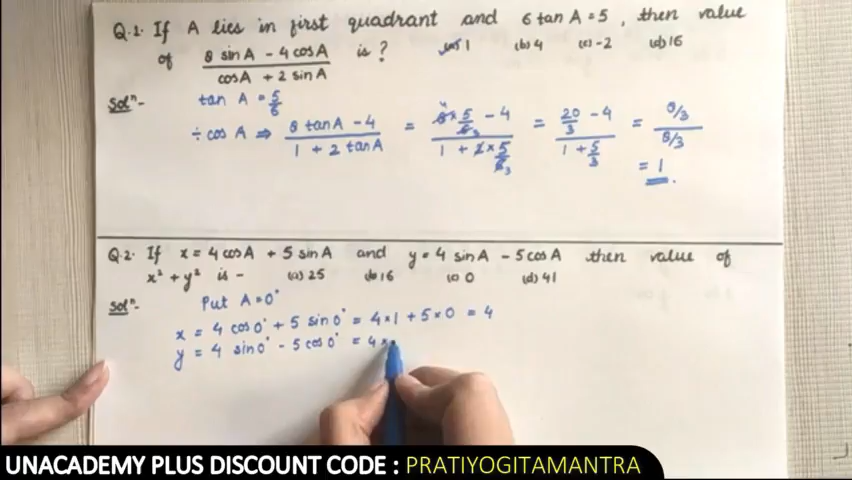 Q.1. If A lies in first quadrant and 6 tan A = 5, then value
of (8 sin A - 4 cos A)/(cos A + 2 sin A) is ? (a) 1 (b) 4 (c) -2 (d) 16
Solⁿ- tan A = 5/6
÷ cos A ⇒ (8 tan A - 4)/(1 + 2 tan A) = (8 × 5/6 - 4)/(1 + 2 × 5/6) = (20/3 - 4)/(1 + 5/3) = (8/3)/(8/3)
= 1.
Q.2. If x = 4 cos A + 5 sin A and y = 4 sin A - 5 cos A then value of
x² + y² is - (a) 25 (b) 16 (c) 0 (d) 41
Solⁿ- Put A = 0°
x = 4 cos 0° + 5 sin 0° = 4 × 1 + 5 × 0 = 4
y = 4 sin 0° - 5 cos 0° = 4 ×
UNACADEMY PLUS DISCOUNT CODE : PRATIYOGITAMANTRA